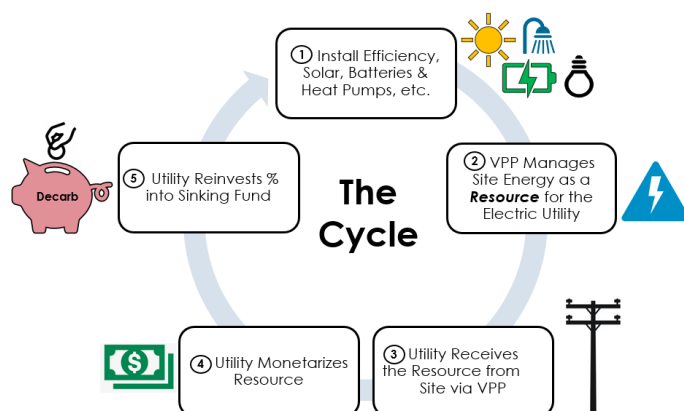 ① Install Efficiency,
Solar, Batteries &
Heat Pumps, etc.
② VPP Manages
Site Energy as a
Resource for the
Electric Utility
③ Utility Receives
the Resource from
Site via VPP
④ Utility Monetarizes
Resource
$
⑤ Utility Reinvests %
into Sinking Fund
Decarb
The
Cycle